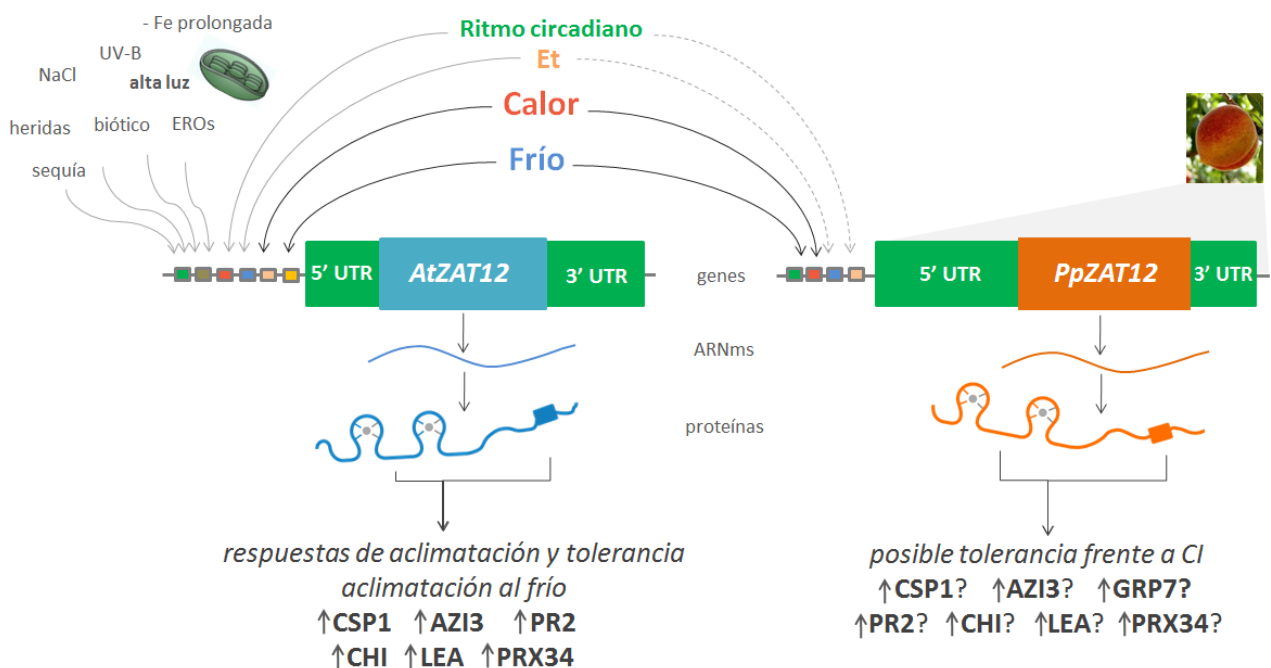 - Fe prolongada
UV-B
NaCl
alta luz
heridas
biótico
EROs
sequía
Ritmo circadiano
Et
Calor
Frío
5’ UTR
AtZAT12
3’ UTR
genes
5’ UTR
PpZAT12
3’ UTR
ARNms
proteínas
respuestas de aclimatación y tolerancia
aclimatación al frío
↑CSP1 ↑AZI3 ↑PR2
↑CHI ↑LEA ↑PRX34
posible tolerancia frente a CI
↑CSP1? ↑AZI3? ↑GRP7?
↑PR2? ↑CHI? ↑LEA? ↑PRX34?